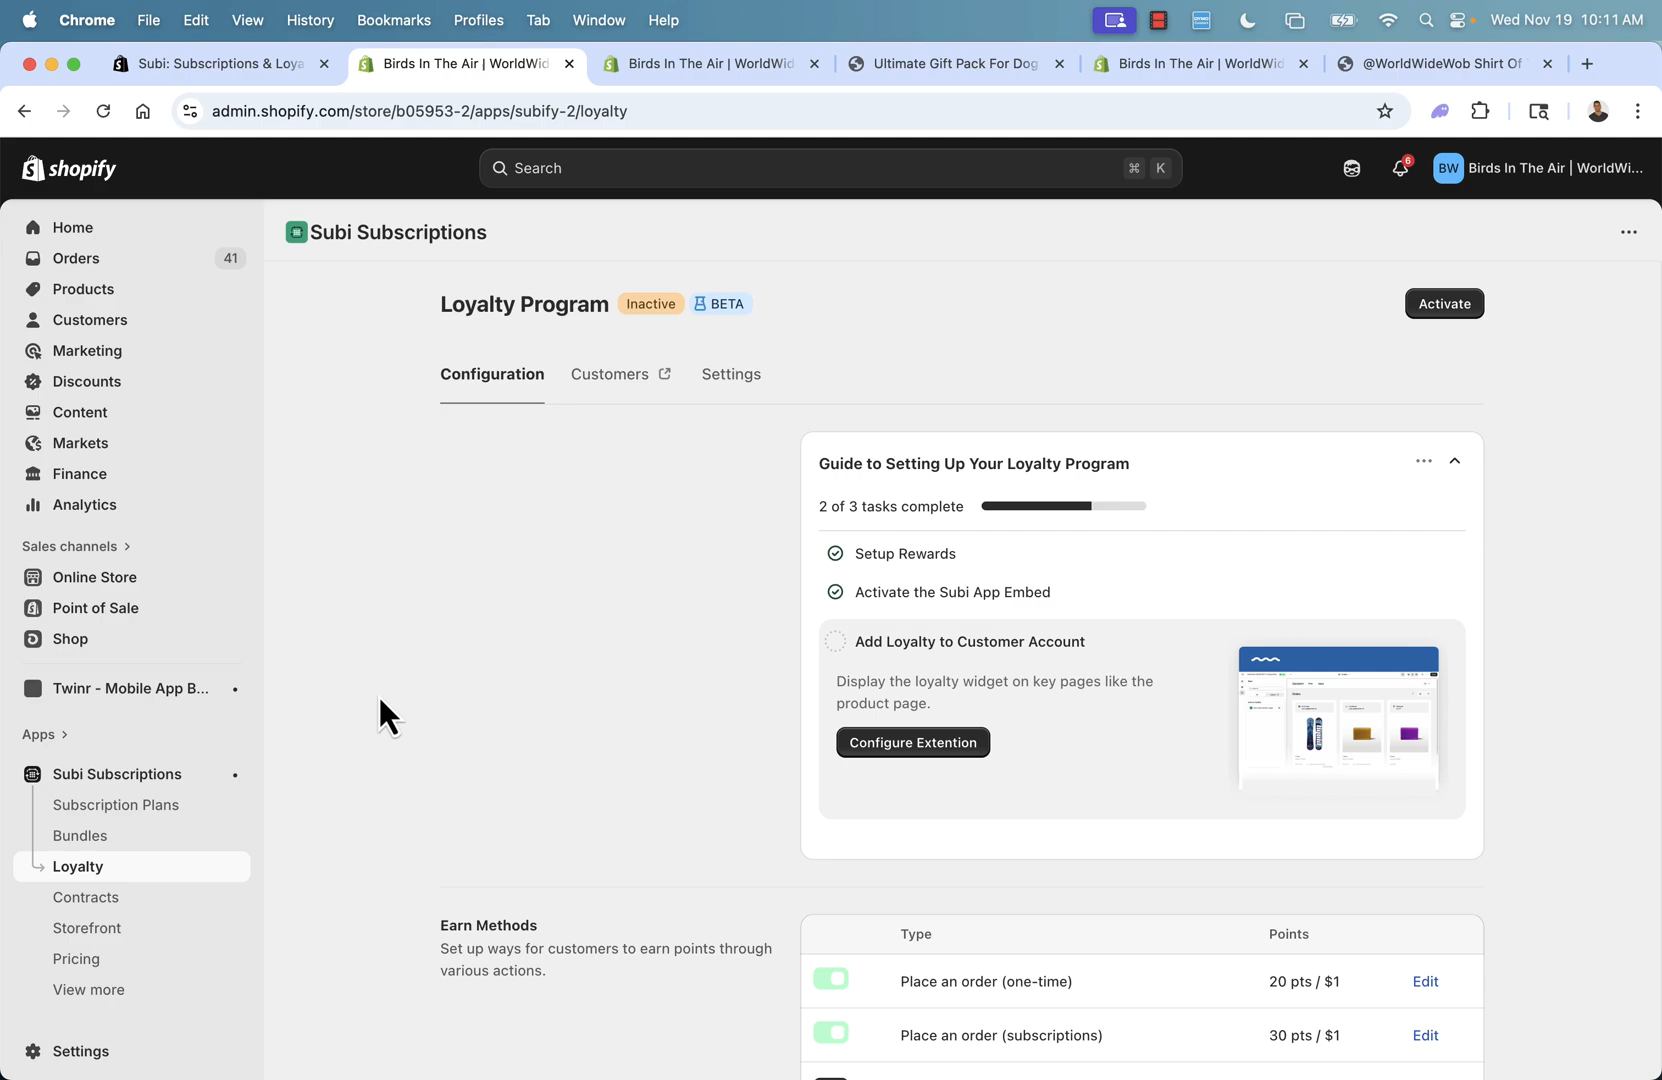 Chrome File Edit View History Bookmarks Profiles Tab Window Help Wed Nov 19 10:11 AM
Subi: Subscriptions & Loya Birds In The Air | WorldWid Birds In The Air | WorldWid Ultimate Gift Pack For Dog Birds In The Air | WorldWid @WorldWideWob Shirt Of
admin.shopify.com/store/b05953-2/apps/subify-2/loyalty
shopify Search ⌘ K 6 BW Birds In The Air | WorldWi...
Home
Orders 41
Products
Customers
Marketing
Discounts
Content
Markets
Finance
Analytics
Sales channels
Online Store
Point of Sale
Shop
Twinr - Mobile App B...
Apps
Subi Subscriptions
Subscription Plans
Bundles
Loyalty
Contracts
Storefront
Pricing
View more
Settings
Subi Subscriptions
Loyalty Program Inactive BETA Activate
Configuration Customers Settings
Guide to Setting Up Your Loyalty Program
2 of 3 tasks complete
Setup Rewards
Activate the Subi App Embed
Add Loyalty to Customer Account
Display the loyalty widget on key pages like the
product page.
Configure Extention
Earn Methods
Set up ways for customers to earn points through
various actions.
Type Points
Place an order (one-time) 20 pts / $1 Edit
Place an order (subscriptions) 30 pts / $1 Edit